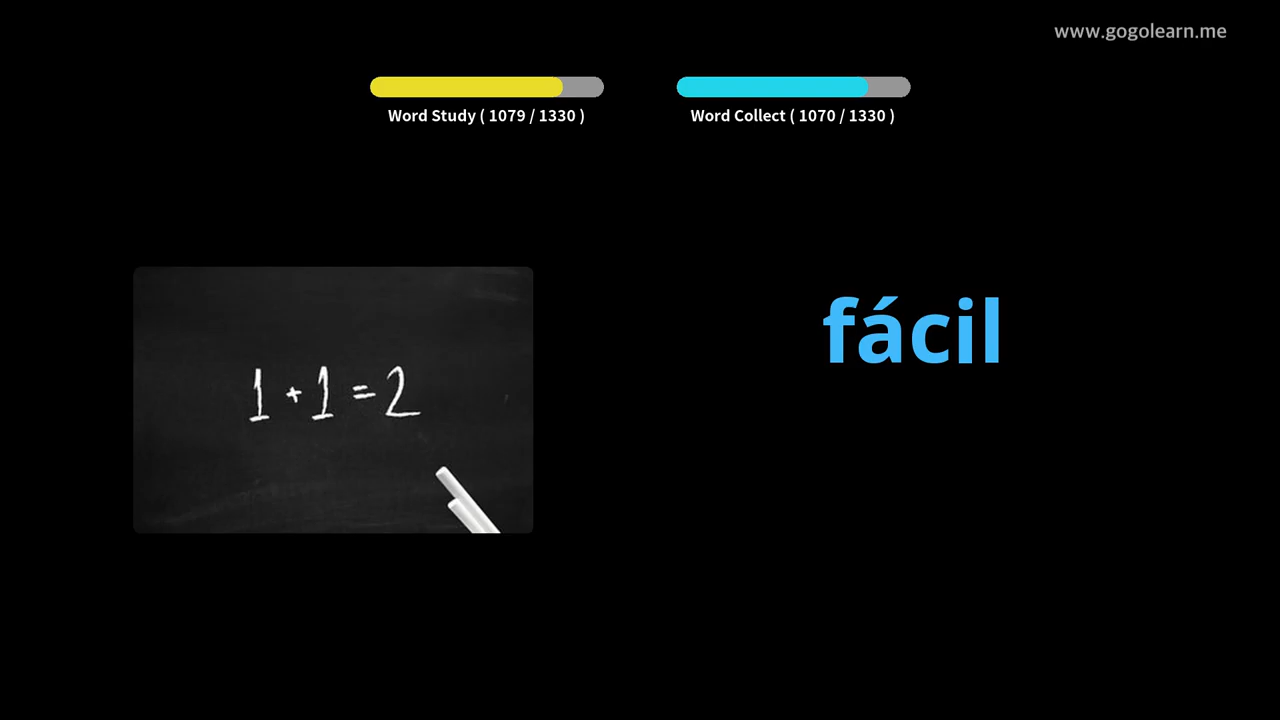 www.gogolearn.me
Word Study ( 1079 / 1330 )
Word Collect ( 1070 / 1330 )
fácil
1 + 1 = 2